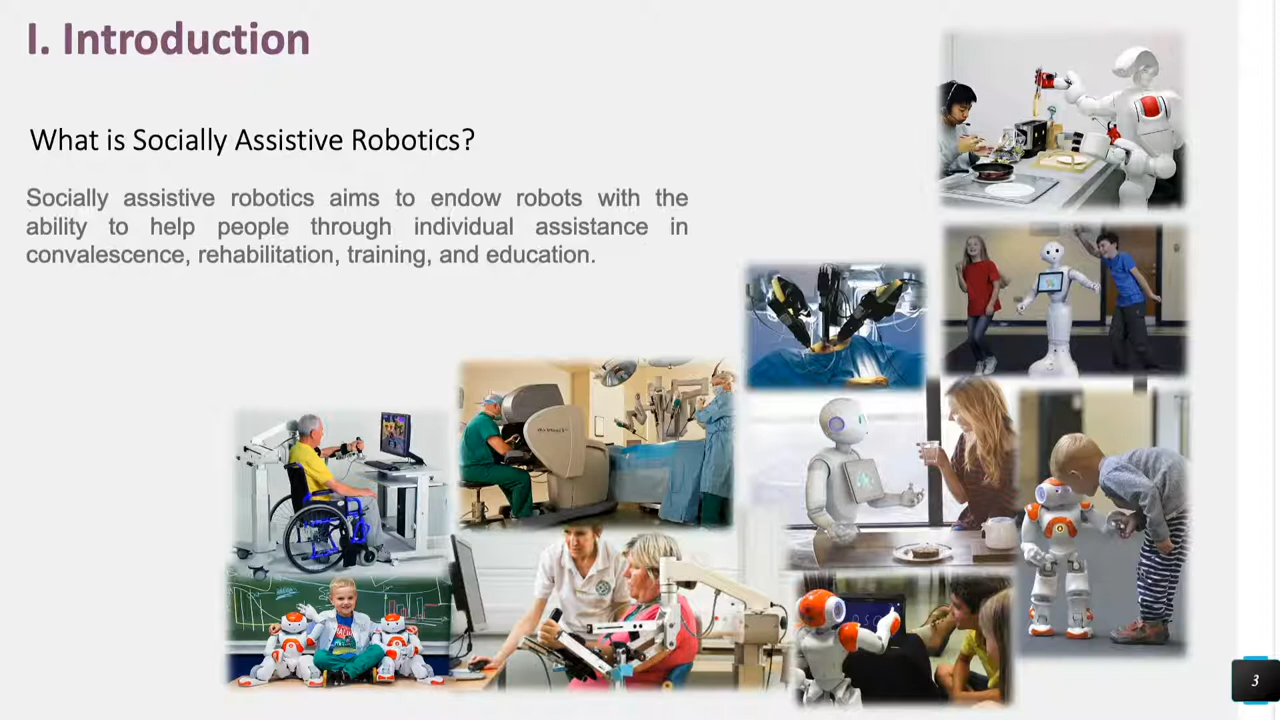 I. Introduction
What is Socially Assistive Robotics?
Socially assistive robotics aims to endow robots with the
ability to help people through individual assistance in
convalescence, rehabilitation, training, and education.
3